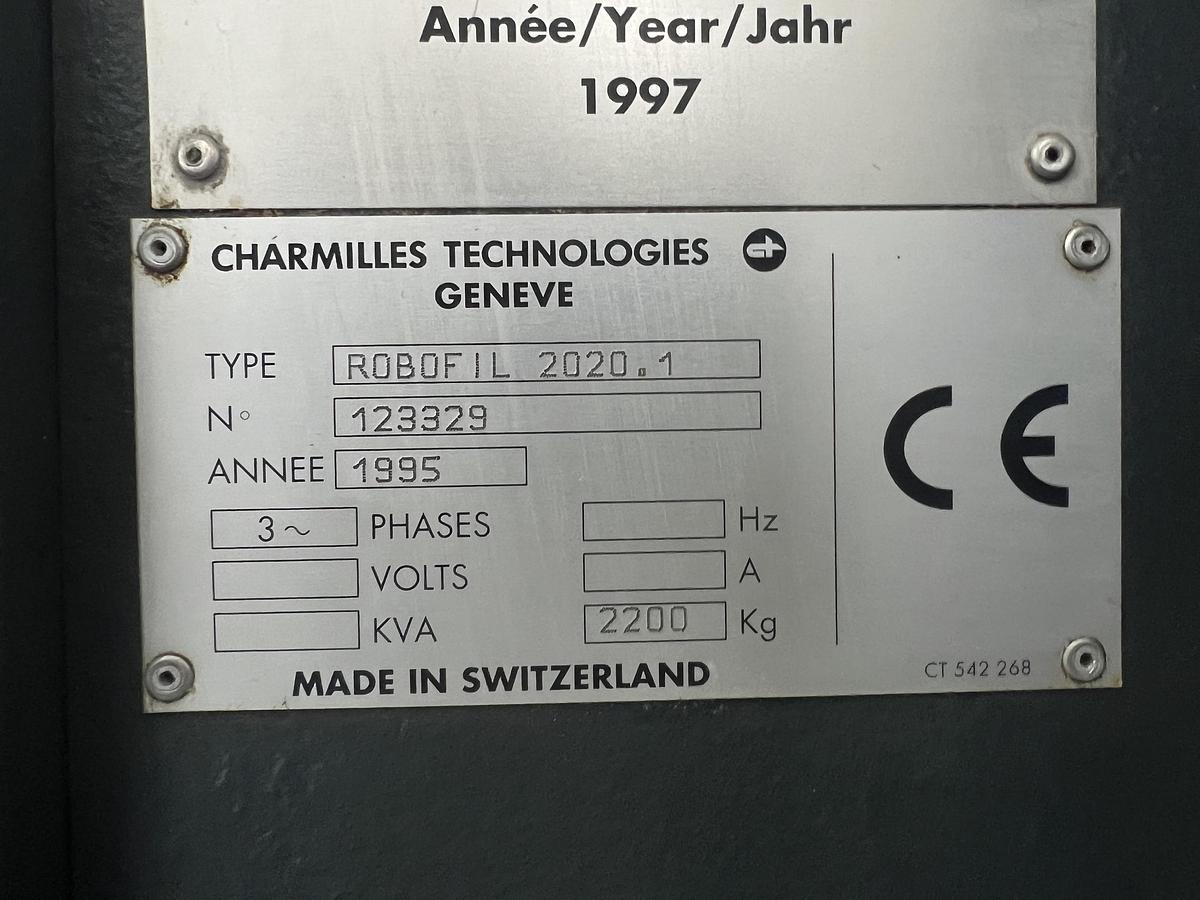 Année/Year/Jahr
1997
CHARMILLES TECHNOLOGIES
GENEVE
TYPE ROBOFIL 2020.1
N° 123329
ANNEE 1995
3~ PHASES Hz
VOLTS A
KVA 2200 Kg
MADE IN SWITZERLAND
CE
CT 542 268